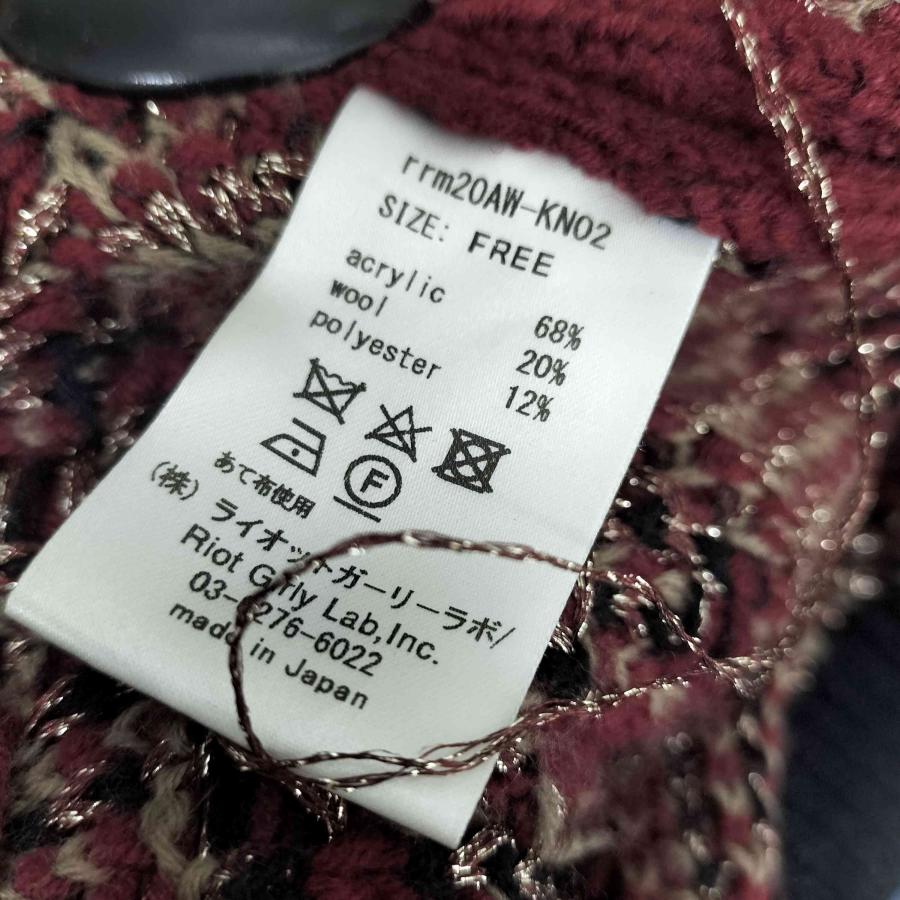 rrm20AW-KN02
SIZE: FREE
acrylic 68%
wool 20%
polyester 12%
F
あて布使用
(株) ライオットガーリーラボ/
Riot Girly Lab,Inc.
276-6022
made in Japan